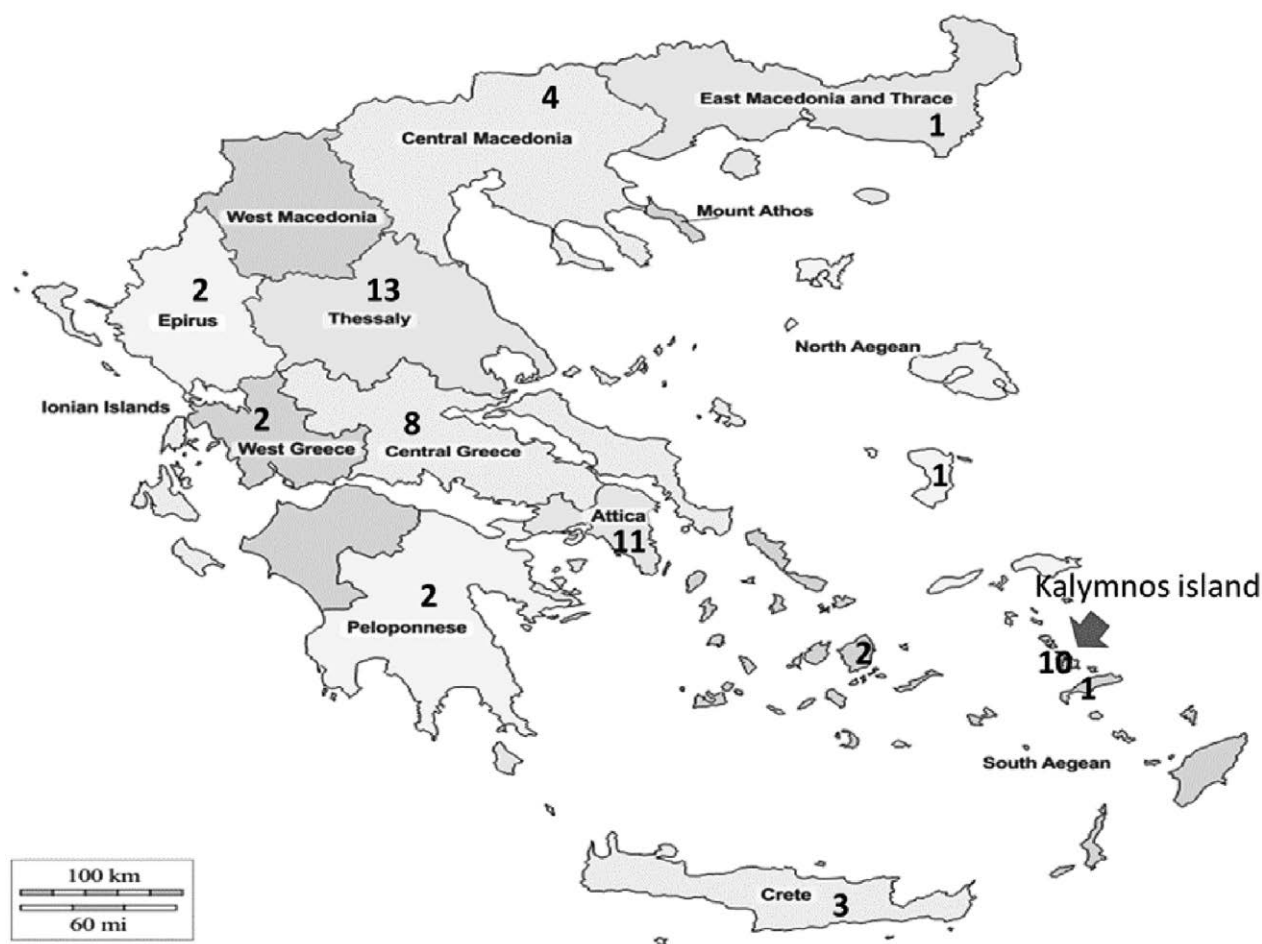 4
East Macedonia and Thrace
1
Central Macedonia
West Macedonia
Mount Athos
2
Epirus
13
Thessaly
North Aegean
Ionian Islands
2
West Greece
8
Central Greece
1
Attica
11
Kalymnos island
2
Peloponnese
2
10
1
South Aegean
Crete
3
100 km
60 mi